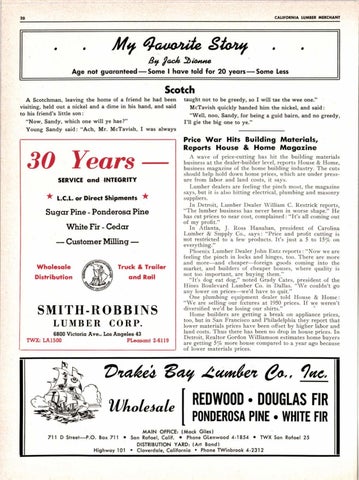 20
CALIFORNIA LUMBER MERCHANT
My Favorite Story
By Jack Dionne
Age not guaranteed—Some I have told for 20 years—Some Less
Scotch
A Scotchman, leaving the home of a friend he had been
visiting, held out a nickel and a dime in his hand, and said
to his friend's little son:
"Now, Sandy, which one will ye has?"
Young Sandy said: "Ach, Mr. McTavish, I was always
taught not to be greedy, so I will tax the wee one."
McTavish quickly handed him the nickel, and said:
"Well, noo, Sandy, for being a guid bairn, and no greedy,
I'll gie the big one to ye."
30 Years—
SERVICE and INTEGRITY
★ L.C.L. or Direct Shipments ★
Sugar Pine - Ponderosa Pine
White Fir - Cedar
— Customer Milling —
Wholesale
Distribution
Truck & Trailer
and Rail
SMITH-ROBBINS
LUMBER CORP.
6800 Victoria Ave., Los Angeles 43
TWX: LA1500
PLeasant 2-6119
Price War Hits Building Materials,
Reports House & Home Magazine
A wave of price-cutting has hit the building materials
business at the dealer-builder level, reports House & Home,
business magazine of the home building industry. The cuts
should help hold down house prices, which are under pressure
from labor and land costs, it says.
Lumber dealers are feeling the pinch most, the magazine
says, but it is also hitting electrical, plumbing and masonry
suppliers.
In Detroit, Lumber Dealer William C. Restrick reports,
"The lumber business has never been in worse shape." He
has cut prices to near cost, complained: "It's all coming out
of my profit."
In Atlanta, J. Ross Hanahan, president of Carolina
Lumber & Supply Co., says: "Price and profit cutting is
not restricted to a few products. It's just a 5 to 15% on
everything."
Phoenix Lumber Dealer John Entz reports: "Now we are
feeling the pinch in locks and hinges, too. There are more
and more—and cheaper—foreign goods coming into the
market, and builders of cheaper homes, where quality is
not too important, are buying them."
"It's dog eat dog," noted Grady Cates, president of the
Hines Boulevard Lumber Co. in Dallas. "We couldn't go
any lower on prices—we'd have to quit."
One plumbing equipment dealer told House & Home:
"We are selling our fixtures at 1950 prices. If we weren't
diversified we'd be losing our shirts."
Home builders are getting a break on appliance prices,
too, but in San Francisco and Philadelphia they report that
lower materials prices have been offset by higher labor and
land costs. Thus there has been no drop in house prices. In
Detroit, Realtor Gordon Williamson estimates home buyers
are getting 5% more house compared to a year ago because
of lower materials prices.
Drake's Bay Lumber Co., Inc.
Wholesale
REDWOOD • DOUGLAS FIR
PONDEROSA PINE • WHITE FIR
MAIN OFFICE: (Mack Giles)
711 D Street—P.O. Box 711 • San Rafael, Calif. • Phone GLenwood 4-1854 • TWX San Rafael 25
DISTRIBUTION YARD: (Art Bond)
Highway 101 • Cloverdale, California • Phone TWinbrook 4-2312